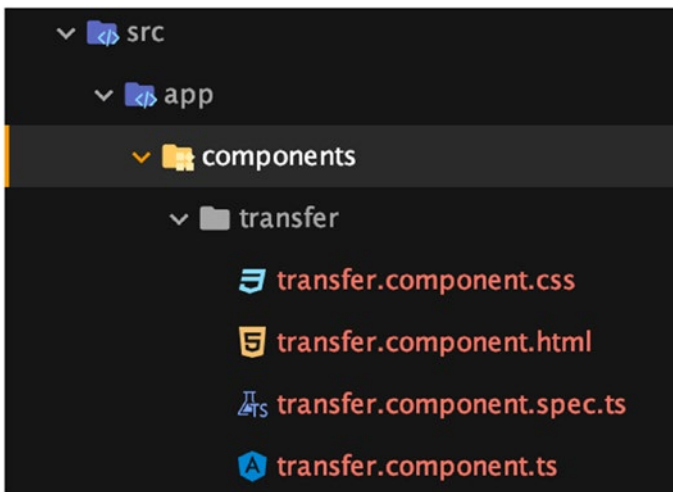 src
app
components
transfer
transfer.component.css
transfer.component.html
transfer.component.spec.ts
transfer.component.ts